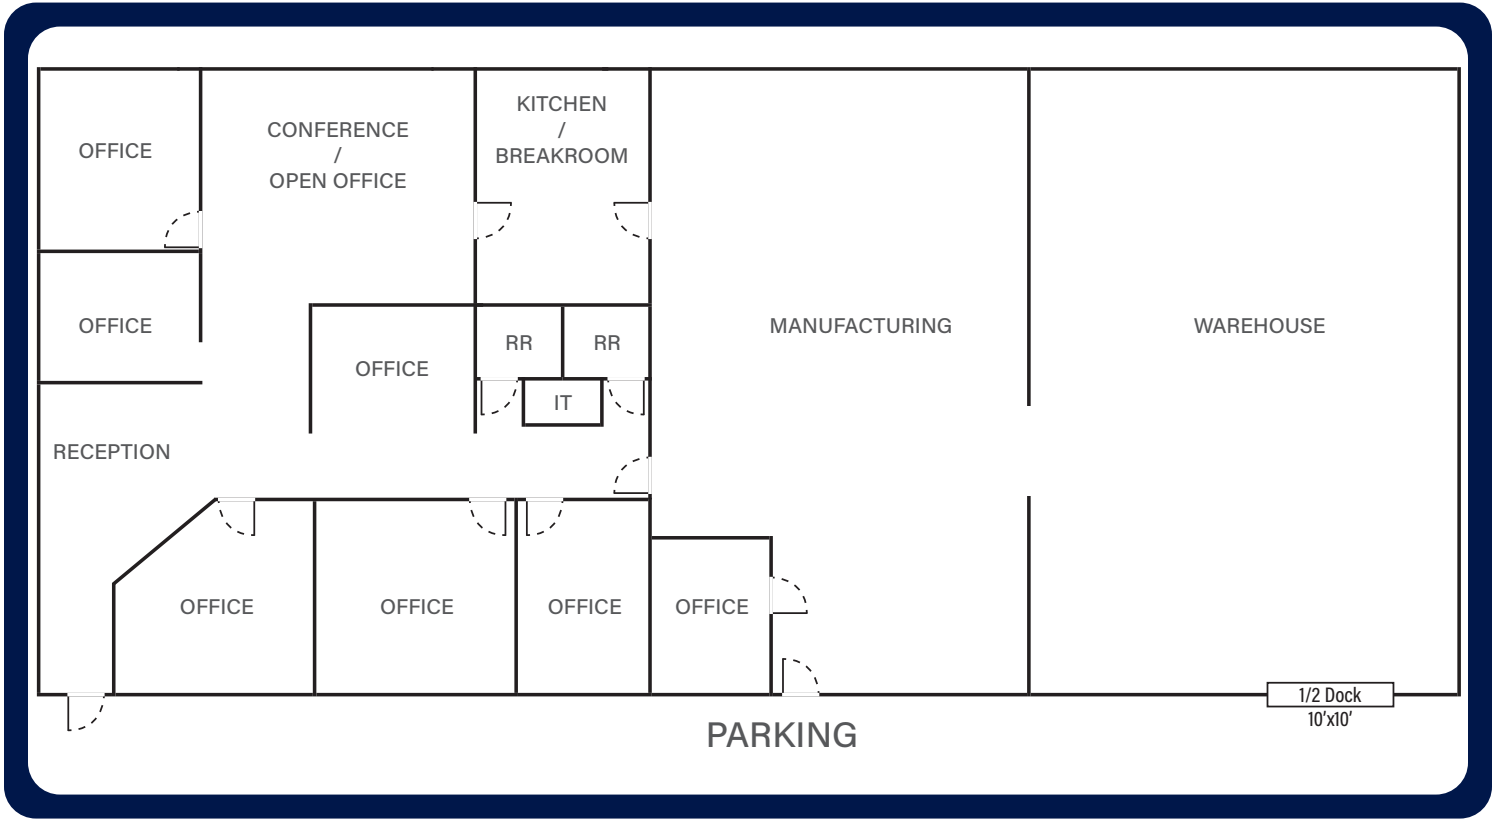 OFFICE
CONFERENCE
/
OPEN OFFICE
KITCHEN
/
BREAKROOM
OFFICE
OFFICE
RR
RR
IT
MANUFACTURING
WAREHOUSE
RECEPTION
OFFICE
OFFICE
OFFICE
OFFICE
1/2 Dock
10'x10'
PARKING